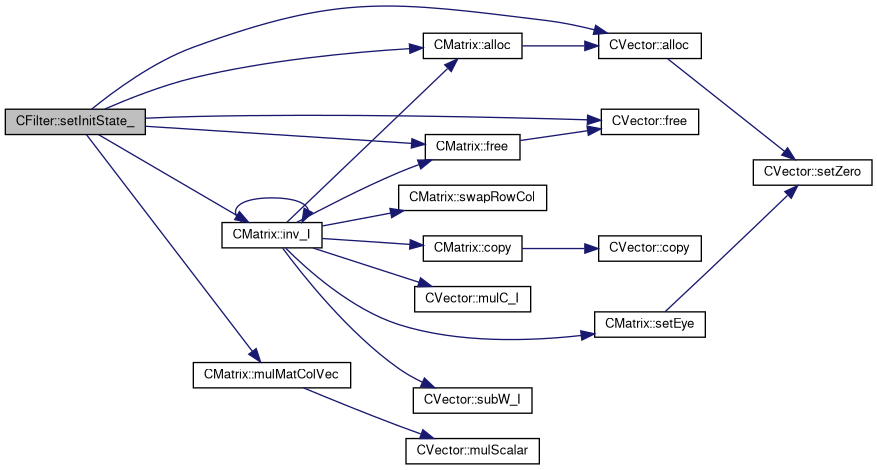 CFilter::setInitState_
CMatrix::alloc
CVector::alloc
CVector::free
CMatrix::free
CVector::setZero
CMatrix::swapRowCol
CMatrix::inv_I
CMatrix::copy
CVector::copy
CVector::mulC_I
CMatrix::setEye
CMatrix::mulMatColVec
CVector::subW_I
CVector::mulScalar